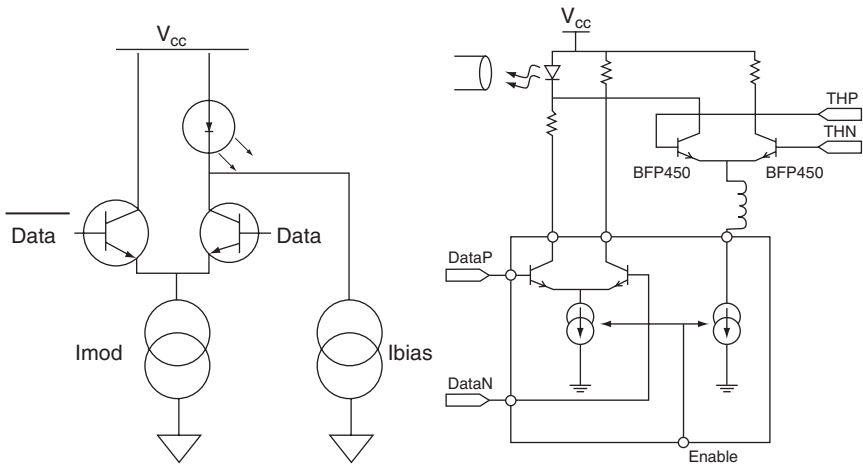 Vcc
Data
Data
Imod
Ibias
Vcc
THP
THN
BFP450
BFP450
DataP
DataN
Enable